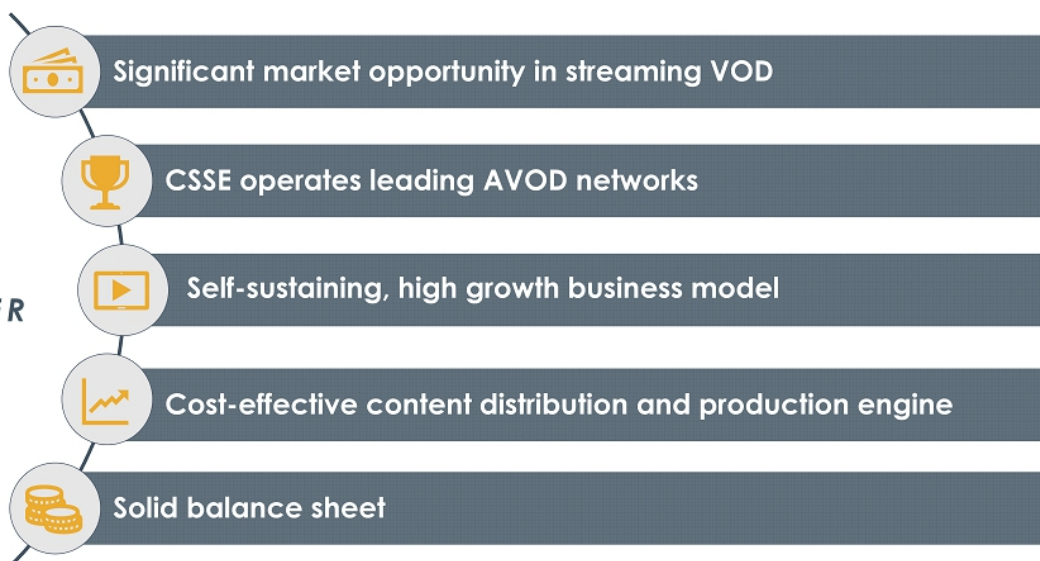 Significant market opportunity in streaming VOD
CSSE operates leading AVOD networks
Self-sustaining, high growth business model
R
Cost-effective content distribution and production engine
Solid balance sheet